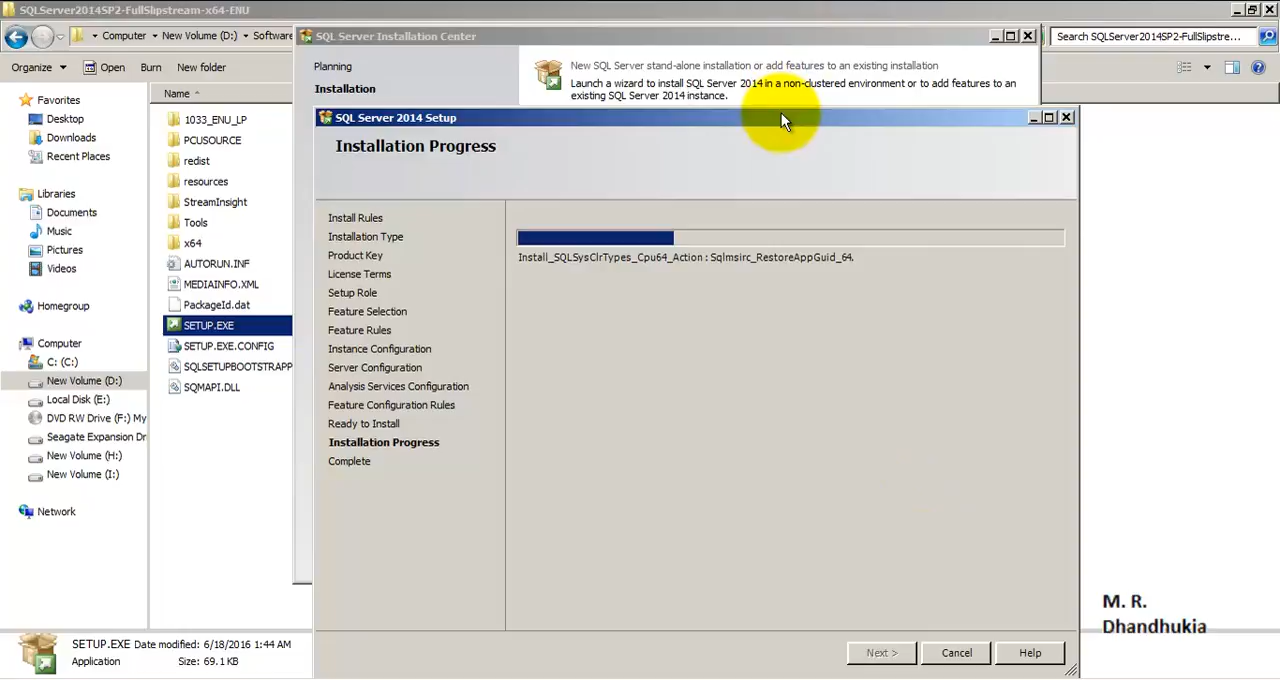 SQLServer2014SP2-FullSlipstream-x64-ENU
Computer
New Volume (D:)
Software
Search SQLServer2014SP2-FullSlipstre...
Organize
Open
Burn
New folder
Favorites
Desktop
Downloads
Recent Places
Libraries
Documents
Music
Pictures
Videos
Homegroup
Computer
C: (C:)
New Volume (D:)
Local Disk (E:)
DVD RW Drive (F:) My
Seagate Expansion Dr
New Volume (H:)
New Volume (I:)
Network
Name
1033_ENU_LP
PCUSOURCE
redist
resources
StreamInsight
Tools
x64
AUTORUN.INF
MEDIAINFO.XML
PackageId.dat
SETUP.EXE
SETUP.EXE.CONFIG
SQLSETUPBOOTSTRAPP
SQMAPI.DLL
SQL Server Installation Center
Planning
Installation
New SQL Server stand-alone installation or add features to an existing installation
Launch a wizard to install SQL Server 2014 in a non-clustered environment or to add features to an
existing SQL Server 2014 instance.
SQL Server 2014 Setup
Installation Progress
Install Rules
Installation Type
Product Key
License Terms
Setup Role
Feature Selection
Feature Rules
Instance Configuration
Server Configuration
Analysis Services Configuration
Feature Configuration Rules
Ready to Install
Installation Progress
Complete
Install_SQLSysClrTypes_Cpu64_Action : Sqlmsirc_RestoreAppGuid_64.
Next >
Cancel
Help
M. R.
Dhandhukia
SETUP.EXE Date modified: 6/18/2016 1:44 AM
Application Size: 69.1 KB